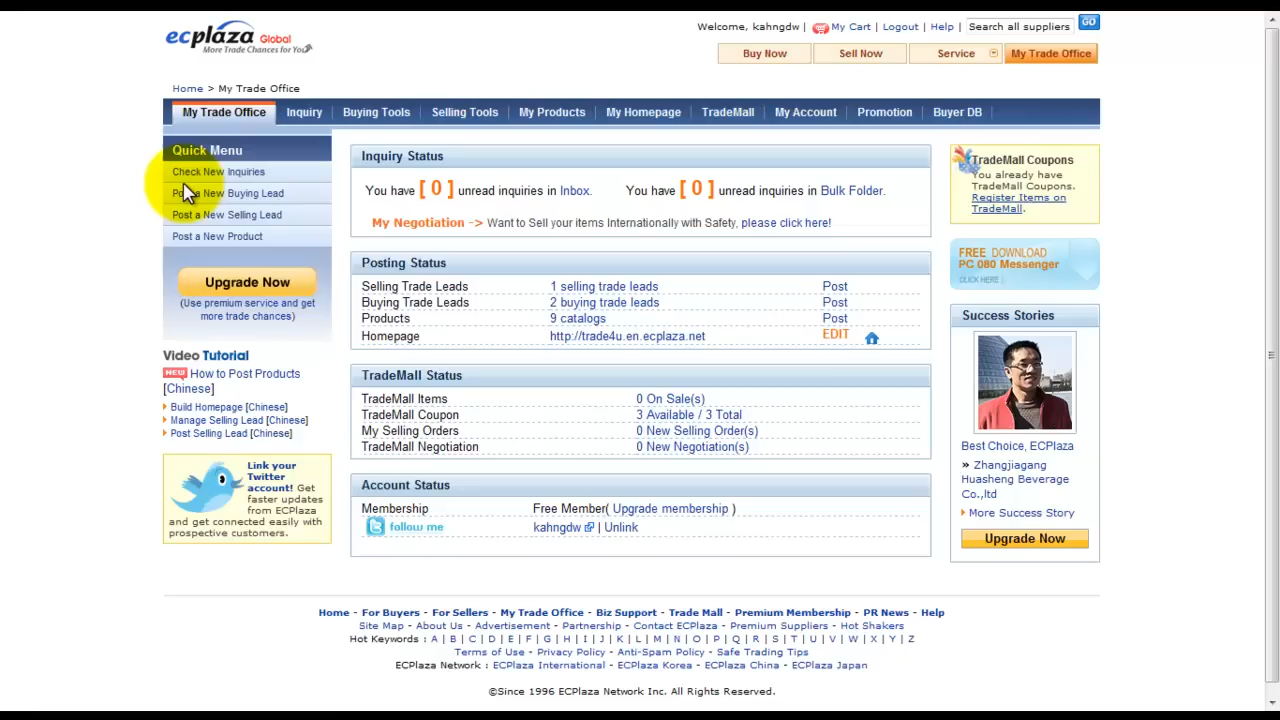 ecplaza Global
More Trade Chances for You
Welcome, kahngdw | My Cart | Logout | Help | Search all suppliers GO
Buy Now Sell Now Service My Trade Office
Home > My Trade Office
My Trade Office Inquiry Buying Tools Selling Tools My Products My Homepage TradeMall My Account Promotion Buyer DB
Quick Menu
Check New Inquiries
Post a New Buying Lead
Post a New Selling Lead
Post a New Product
Upgrade Now
(Use premium service and get
more trade chances)
Video Tutorial
NEW How to Post Products
[Chinese]
Build Homepage [Chinese]
Manage Selling Lead [Chinese]
Post Selling Lead [Chinese]
Link your
Twitter
account! Get
faster updates
from ECPlaza
and get connected easily with
prospective customers.
Inquiry Status
You have [ 0 ] unread inquiries in Inbox. You have [ 0 ] unread inquiries in Bulk Folder.
My Negotiation -> Want to Sell your items Internationally with Safety, please click here!
Posting Status
Selling Trade Leads 1 selling trade leads Post
Buying Trade Leads 2 buying trade leads Post
Products 9 catalogs Post
Homepage http://trade4u.en.ecplaza.net EDIT
TradeMall Status
TradeMall Items 0 On Sale(s)
TradeMall Coupon 3 Available / 3 Total
My Selling Orders 0 New Selling Order(s)
TradeMall Negotiation 0 New Negotiation(s)
Account Status
Membership Free Member( Upgrade membership )
follow me kahngdw | Unlink
TradeMall Coupons
You already have
TradeMall Coupons.
Register Items on
TradeMall.
FREE DOWNLOAD
PC 080 Messenger
CLICK HERE
Success Stories
Best Choice, ECPlaza
» Zhangjiagang
Huasheng Beverage
Co.,ltd
More Success Story
Upgrade Now
Home - For Buyers - For Sellers - My Trade Office - Biz Support - Trade Mall - Premium Membership - PR News - Help
Site Map - About Us - Advertisement - Partnership - Contact ECPlaza - Premium Suppliers - Hot Shakers
Hot Keywords : A | B | C | D | E | F | G | H | I | J | K | L | M | N | O | P | Q | R | S | T | U | V | W | X | Y | Z
Terms of Use - Privacy Policy - Anti-Spam Policy - Safe Trading Tips
ECPlaza Network : ECPlaza International - ECPlaza Korea - ECPlaza China - ECPlaza Japan
©Since 1996 ECPlaza Network Inc. All Rights Reserved.